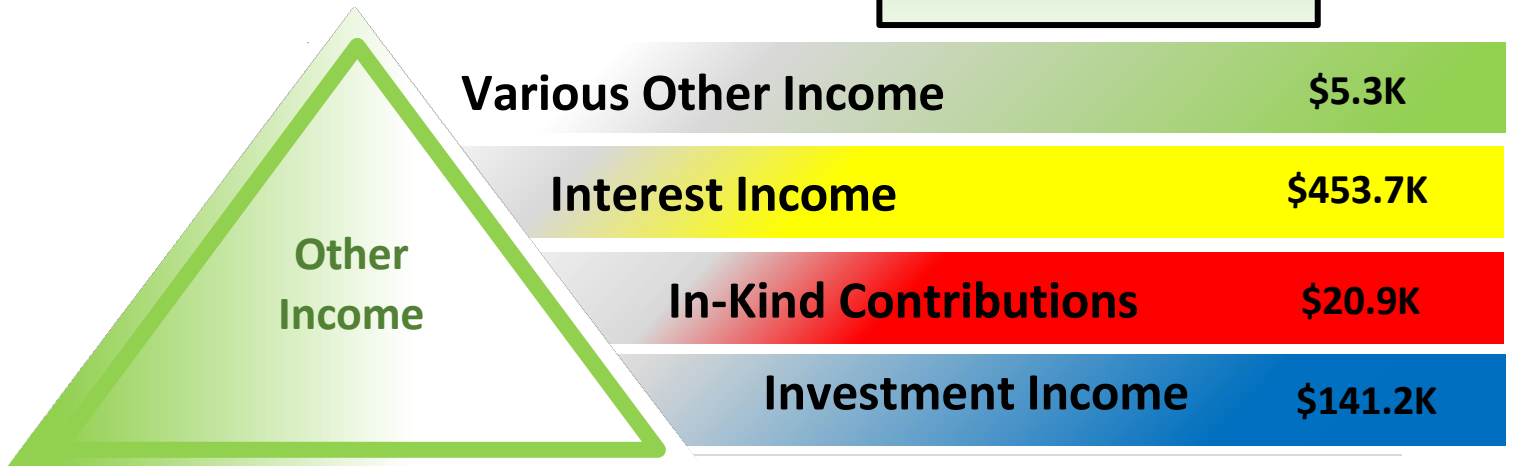 Various Other Income $5.3K
Interest Income $453.7K
Other
Income
In-Kind Contributions $20.9K
Investment Income $141.2K